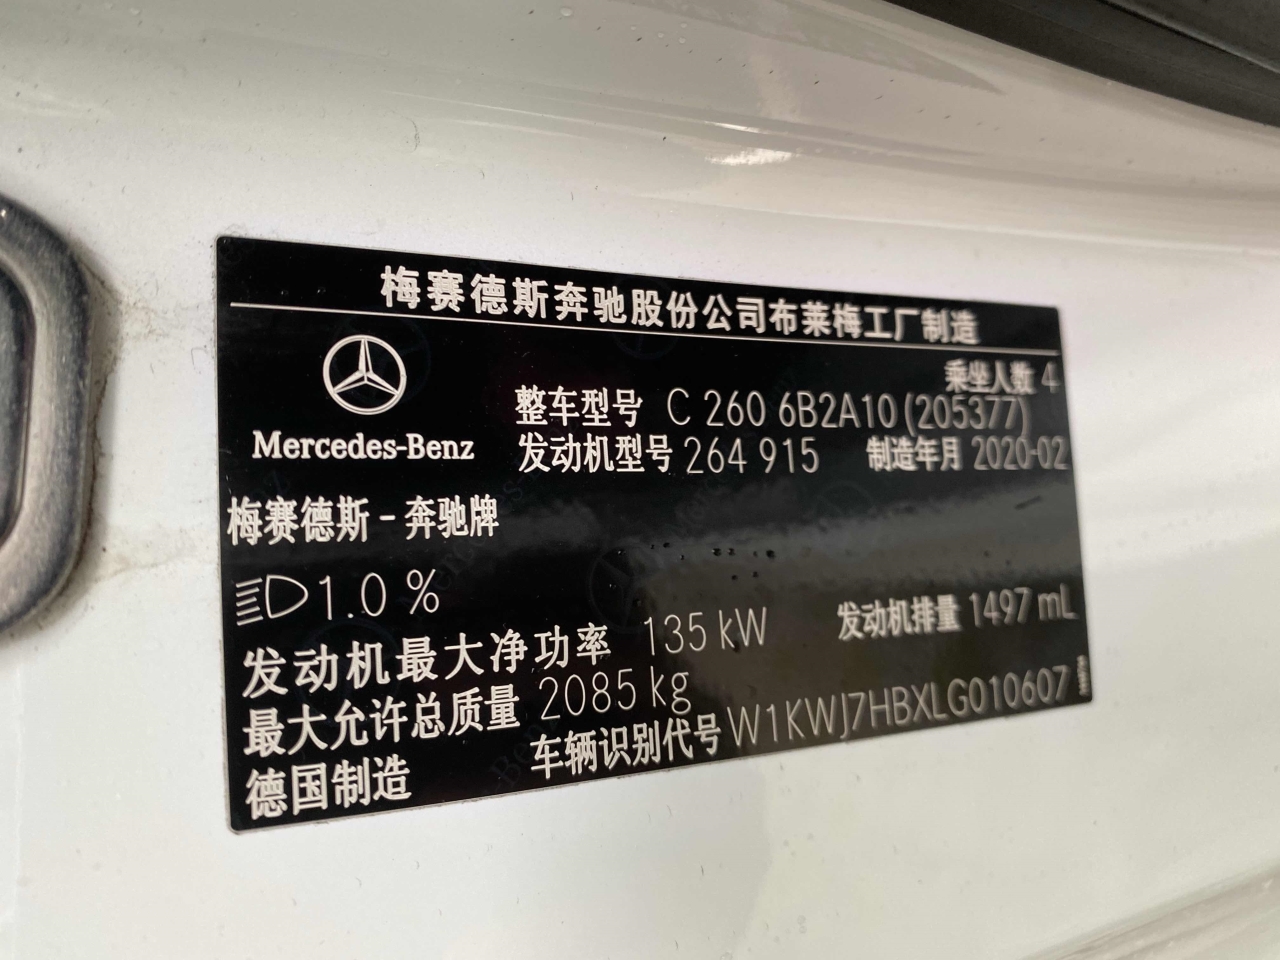 梅赛德斯奔驰股份公司布莱梅工厂制造
乘坐人数 4
整车型号 C 260 6B2A10 (205377)
Mercedes-Benz
发动机型号 264 915 制造年月 2020-02
梅赛德斯 - 奔驰牌
1.0 %
发动机最大净功率 135 kW 发动机排量 1497 mL
最大允许总质量 2085 kg
车辆识别代号 W1KWJ7HBXLG010607
德国制造